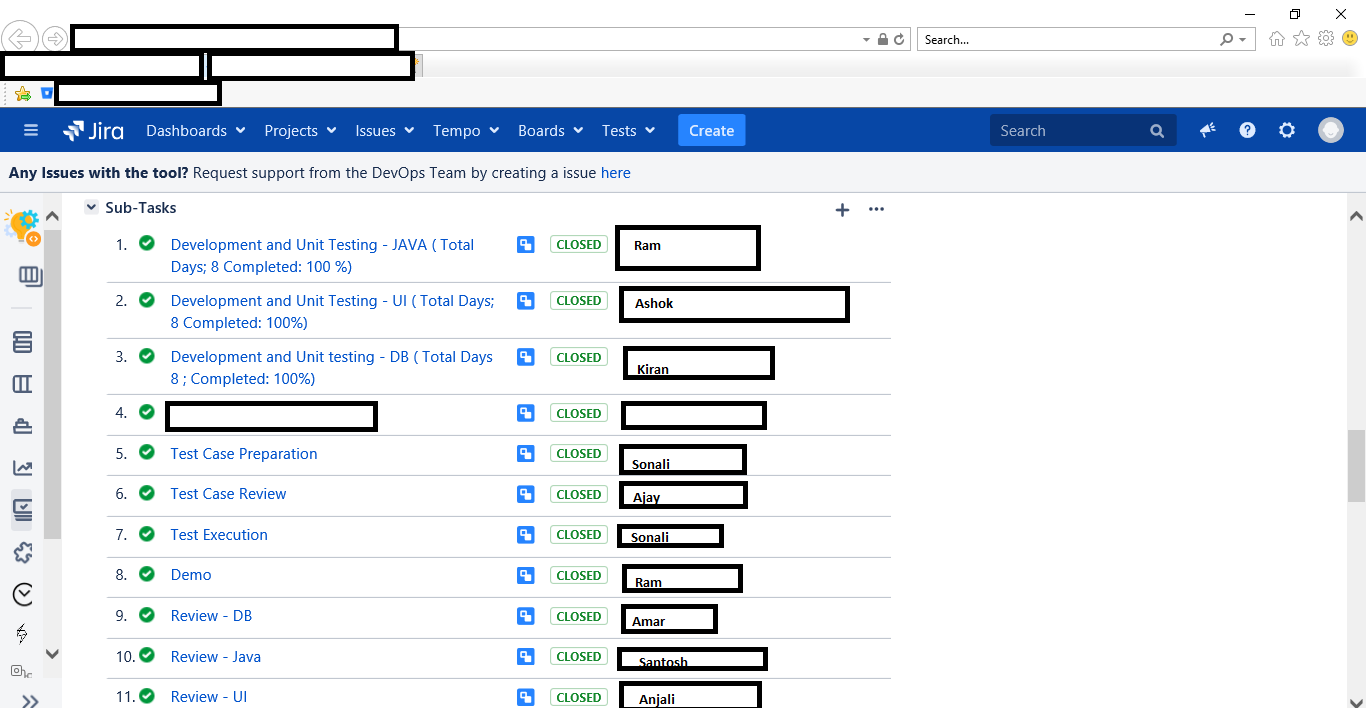 Search...
Jira Dashboards Projects Issues Tempo Boards Tests Create Search
Any Issues with the tool? Request support from the DevOps Team by creating a issue here
Sub-Tasks
1. Development and Unit Testing - JAVA ( Total CLOSED Ram
Days; 8 Completed: 100 %)
2. Development and Unit Testing - UI ( Total Days; CLOSED Ashok
8 Completed: 100%)
3. Development and Unit testing - DB ( Total Days CLOSED Kiran
8 ; Completed: 100%)
4. CLOSED
5. Test Case Preparation CLOSED Sonali
6. Test Case Review CLOSED Ajay
7. Test Execution CLOSED Sonali
8. Demo CLOSED Ram
9. Review - DB CLOSED Amar
10. Review - Java CLOSED Santosh
11. Review - UI CLOSED Anjali